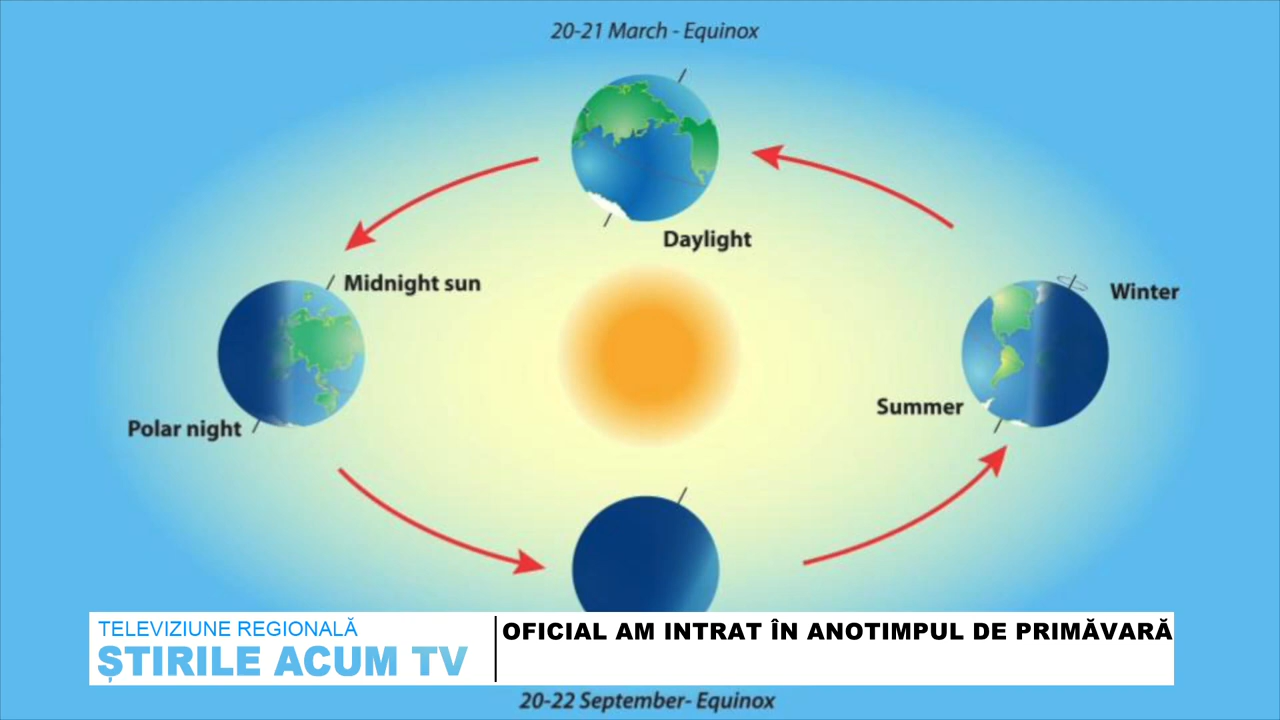 20-21 March - Equinox
Daylight
Midnight sun
Winter
Summer
Polar night
TELEVIZIUNE REGIONALĂ
ȘTIRILE ACUM TV
OFICIAL AM INTRAT ÎN ANOTIMPUL DE PRIMĂVARĂ
20-22 September- Equinox